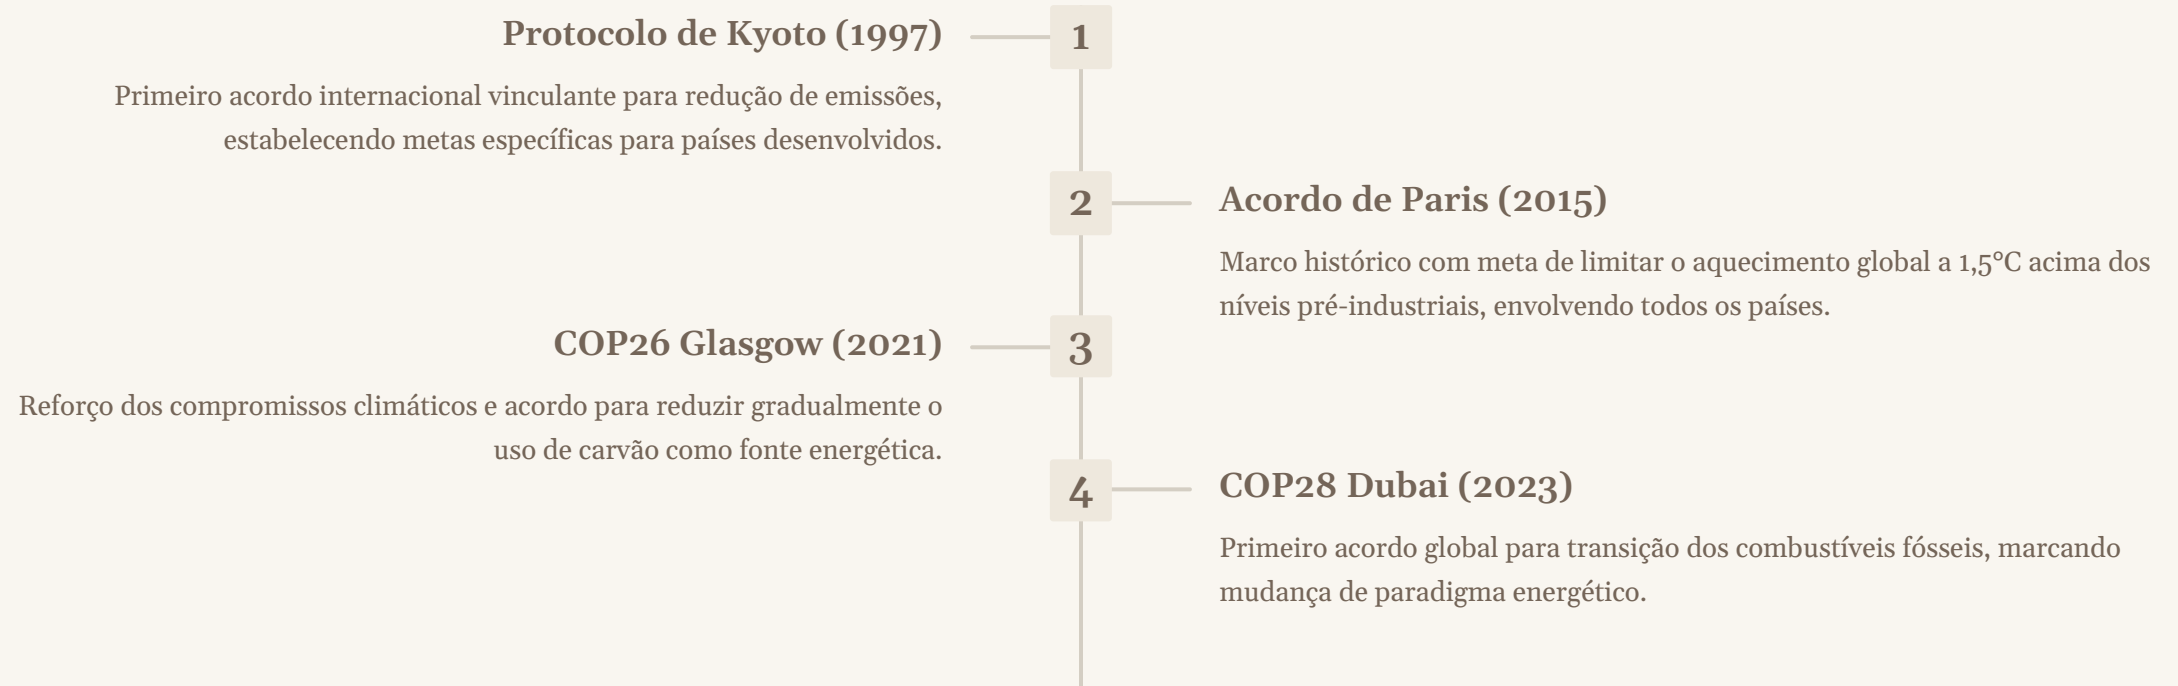 Protocolo de Kyoto (1997)
1
Primeiro acordo internacional vinculante para redução de emissões,
estabelecendo metas específicas para países desenvolvidos.
2
Acordo de Paris (2015)
Marco histórico com meta de limitar o aquecimento global a 1,5°C acima dos
níveis pré-industriais, envolvendo todos os países.
COP26 Glasgow (2021)
3
Reforço dos compromissos climáticos e acordo para reduzir gradualmente o
uso de carvão como fonte energética.
4
COP28 Dubai (2023)
Primeiro acordo global para transição dos combustíveis fósseis, marcando
mudança de paradigma energético.